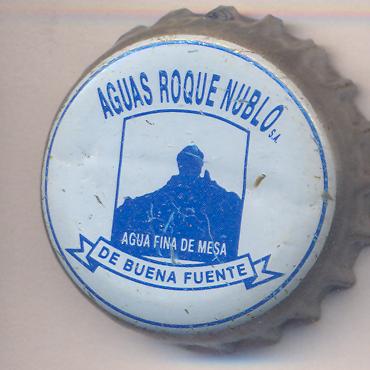 AGUAS ROQUE NUBLO S.A.
AGUA FINA DE MESA
DE BUENA FUENTE